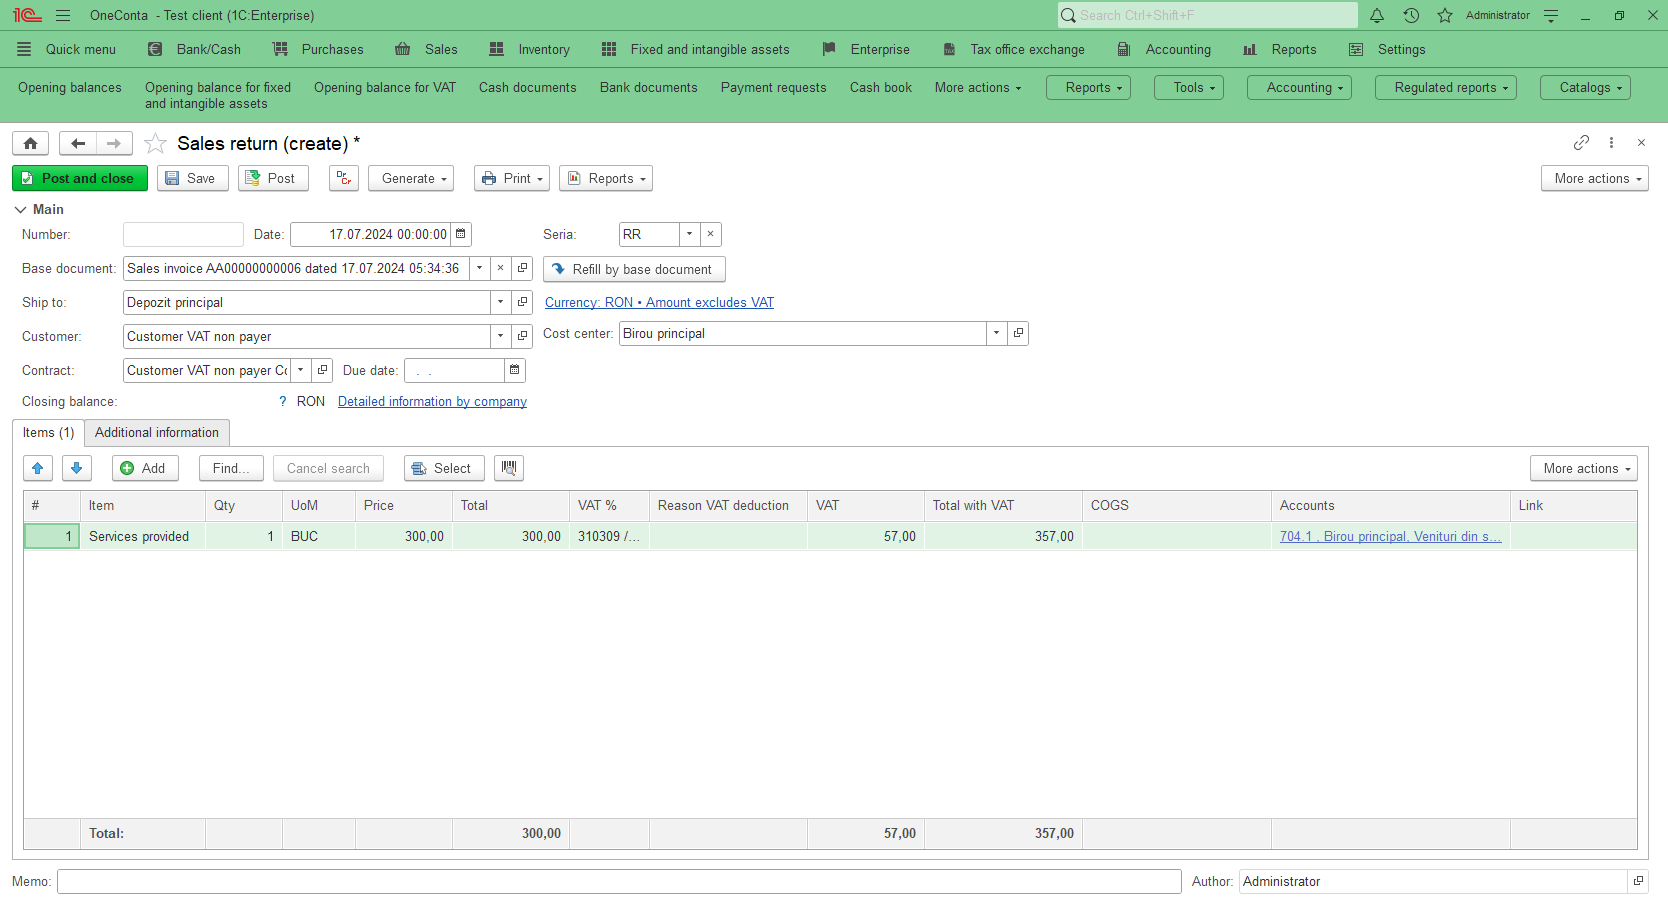 OneConta - Test client (1C:Enterprise)
Search Ctrl+Shift+F
Administrator
Quick menu
Bank/Cash
Purchases
Sales
Inventory
Fixed and intangible assets
Enterprise
Tax office exchange
Accounting
Reports
Settings
Opening balances
Opening balance for fixed
and intangible assets
Opening balance for VAT
Cash documents
Bank documents
Payment requests
Cash book
More actions
Reports
Tools
Accounting
Regulated reports
Catalogs
Sales return (create) *
Post and close
Save
Post
Dr
Cr
Generate
Print
Reports
More actions
Main
Number:
Date: 17.07.2024 00:00:00
Seria: RR
Base document: Sales invoice AA00000000006 dated 17.07.2024 05:34:36
Refill by base document
Ship to: Depozit principal
Currency: RON • Amount excludes VAT
Customer: Customer VAT non payer
Cost center: Birou principal
Contract: Customer VAT non payer Co
Due date: . .
Closing balance: ? RON Detailed information by company
Items (1)
Additional information
Add
Find...
Cancel search
Select
More actions
# Item Qty UoM Price Total VAT % Reason VAT deduction VAT Total with VAT COGS Accounts Link
1 Services provided 1 BUC 300,00 300,00 310309 /... 57,00 357,00 704.1 , Birou principal, Venituri din s...
Total: 300,00 57,00 357,00
Memo:
Author: Administrator